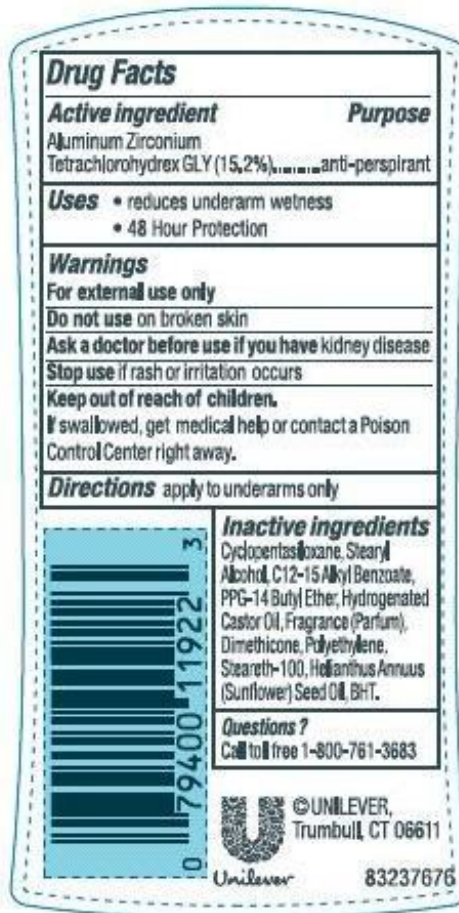 Drug Facts
Active ingredient Purpose
Aluminum Zirconium
Tetrachlorohydrex GLY (15.2%)............anti-perspirant
Uses • reduces underarm wetness
• 48 Hour Protection
Warnings
For external use only
Do not use on broken skin
Ask a doctor before use if you have kidney disease
Stop use if rash or irritation occurs
Keep out of reach of children.
If swallowed, get medical help or contact a Poison
Control Center right away.
Directions apply to underarms only
Inactive ingredients
Cyclopentasiloxane, Stearyl
Alcohol, C12-15 Alkyl Benzoate,
PPG-14 Butyl Ether, Hydrogenated
Castor Oil, Fragrance (Parfum),
Dimethicone, Polyethylene,
Steareth-100, Helianthus Annuus
(Sunflower) Seed Oil, BHT.
Questions?
Call toll free 1-800-761-3683
0 79400 11922 3
©UNILEVER,
Trumbull, CT 06611
Unilever
83237676